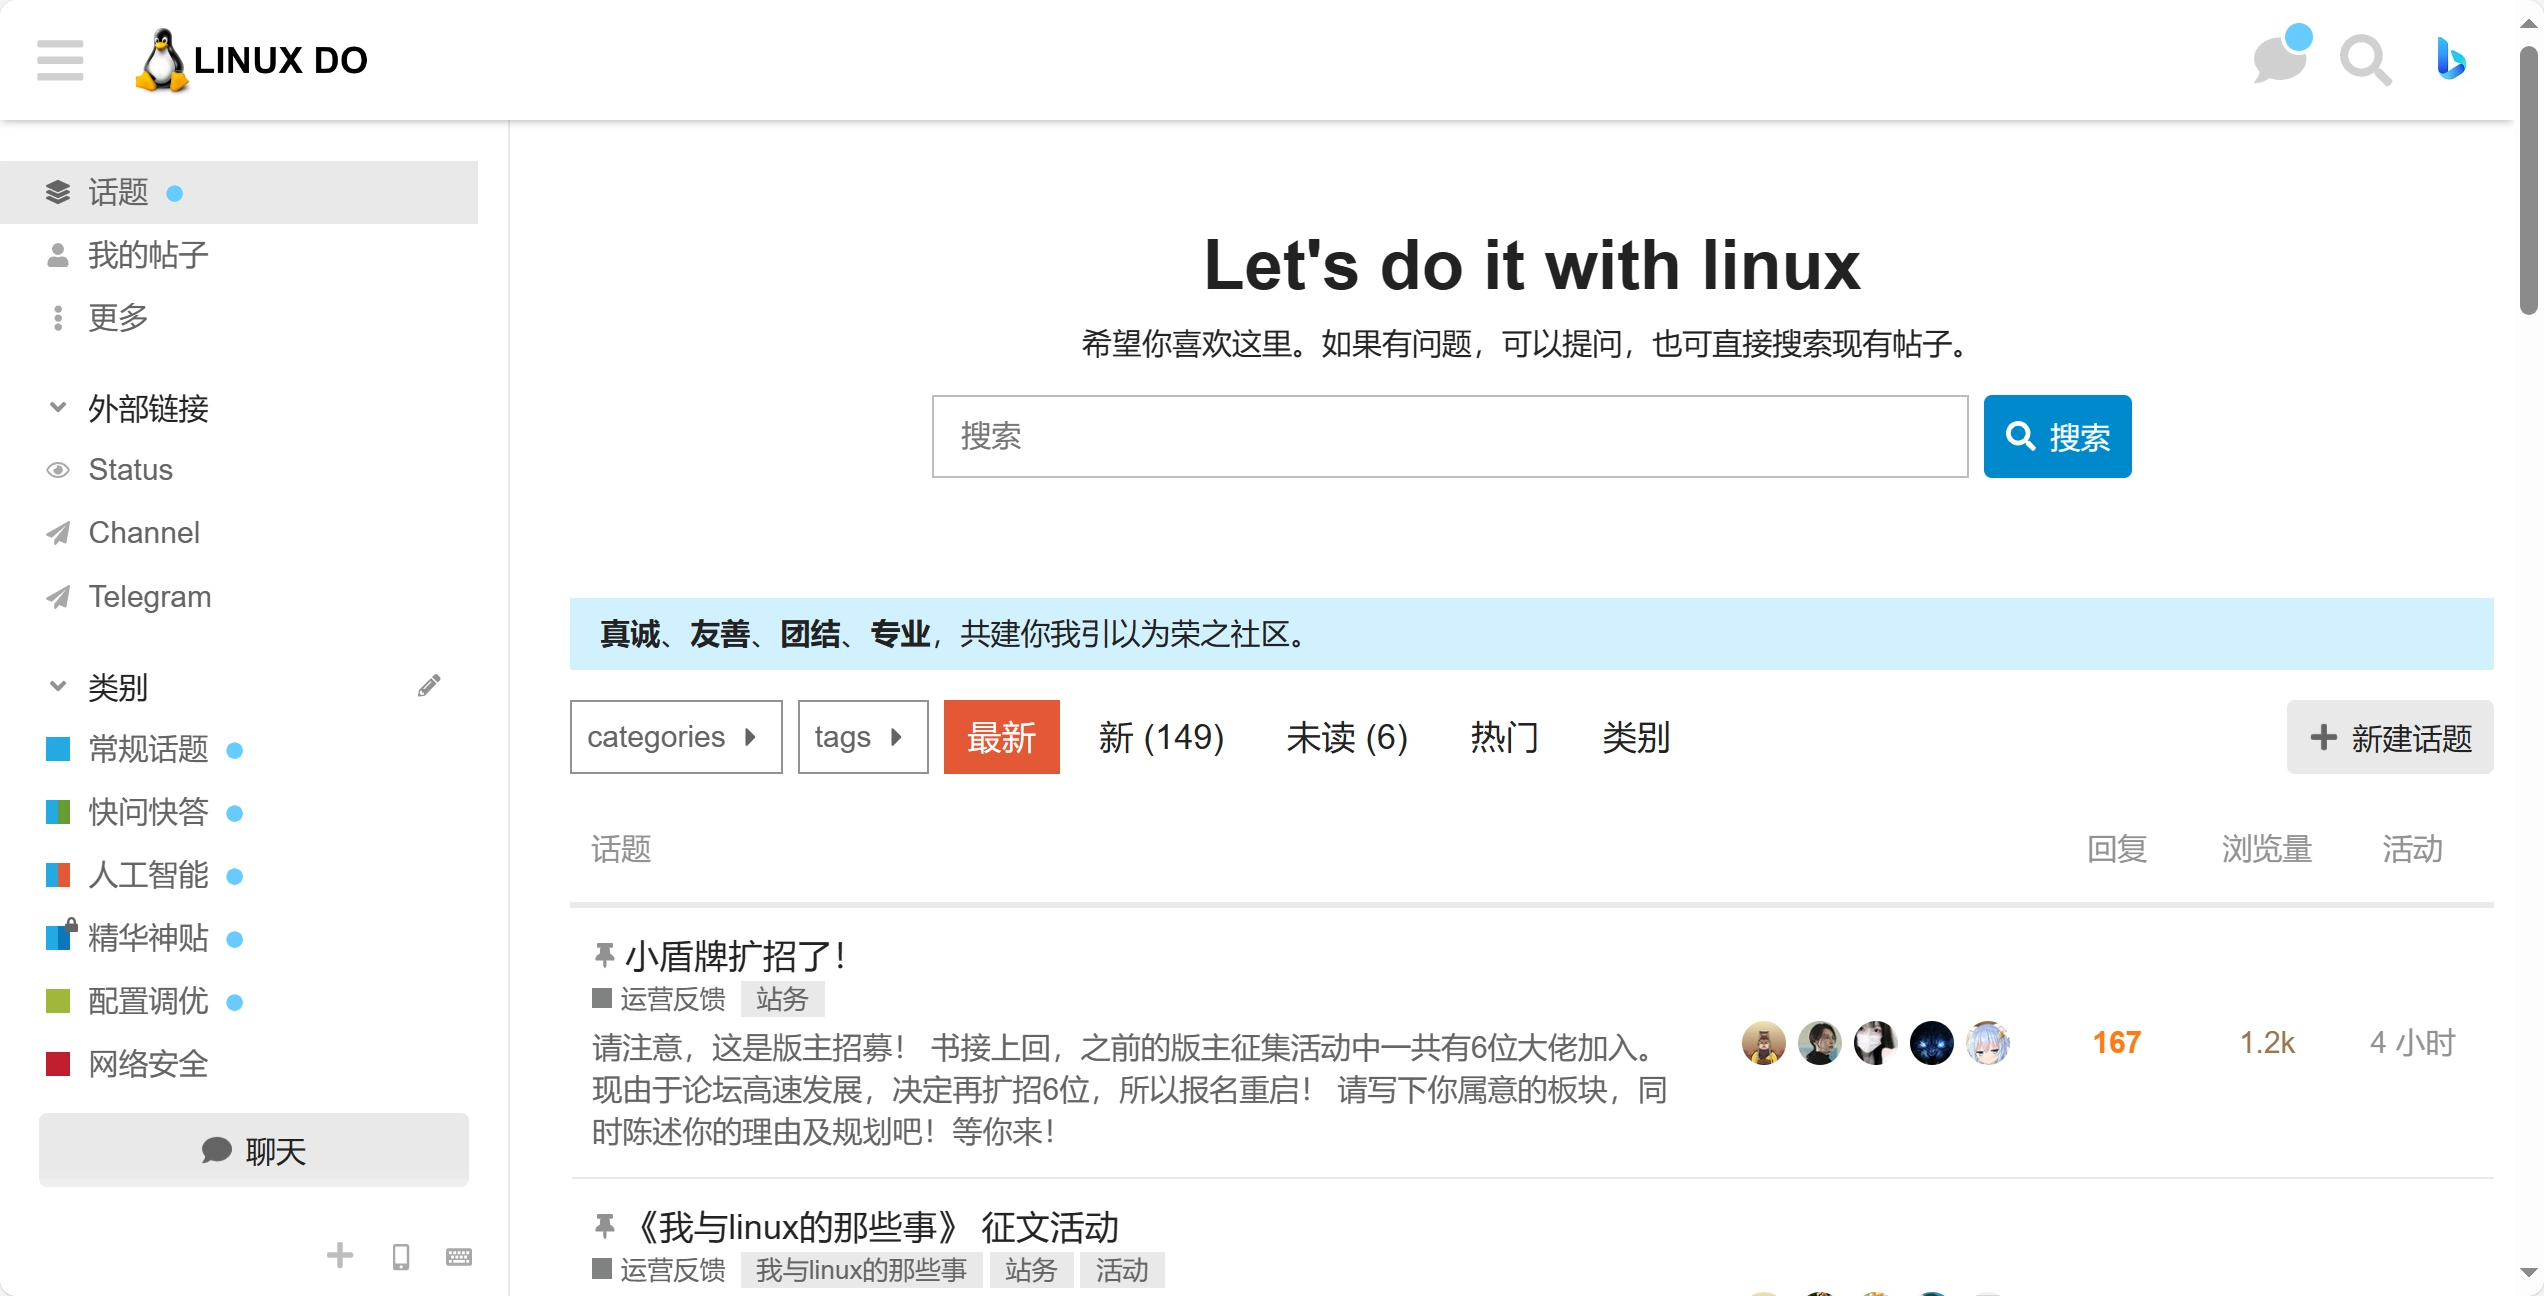 LINUX DO
话题
我的帖子
更多
外部链接
Status
Channel
Telegram
类别
常规话题
快问快答
人工智能
精华神贴
配置调优
网络安全
聊天
Let's do it with linux
希望你喜欢这里。如果有问题，可以提问，也可直接搜索现有帖子。
搜索
搜索
真诚、友善、团结、专业，共建你我引以为荣之社区。
categories tags 最新 新 (149) 未读 (6) 热门 类别 新建话题
话题 回复 浏览量 活动
小盾牌扩招了！
运营反馈 站务
请注意，这是版主招募！ 书接上回，之前的版主征集活动中一共有6位大佬加入。
现由于论坛高速发展，决定再扩招6位，所以报名重启！ 请写下你属意的板块，同
时陈述你的理由及规划吧！等你来！
167 1.2k 4 小时
《我与linux的那些事》 征文活动
运营反馈 我与linux的那些事 站务 活动